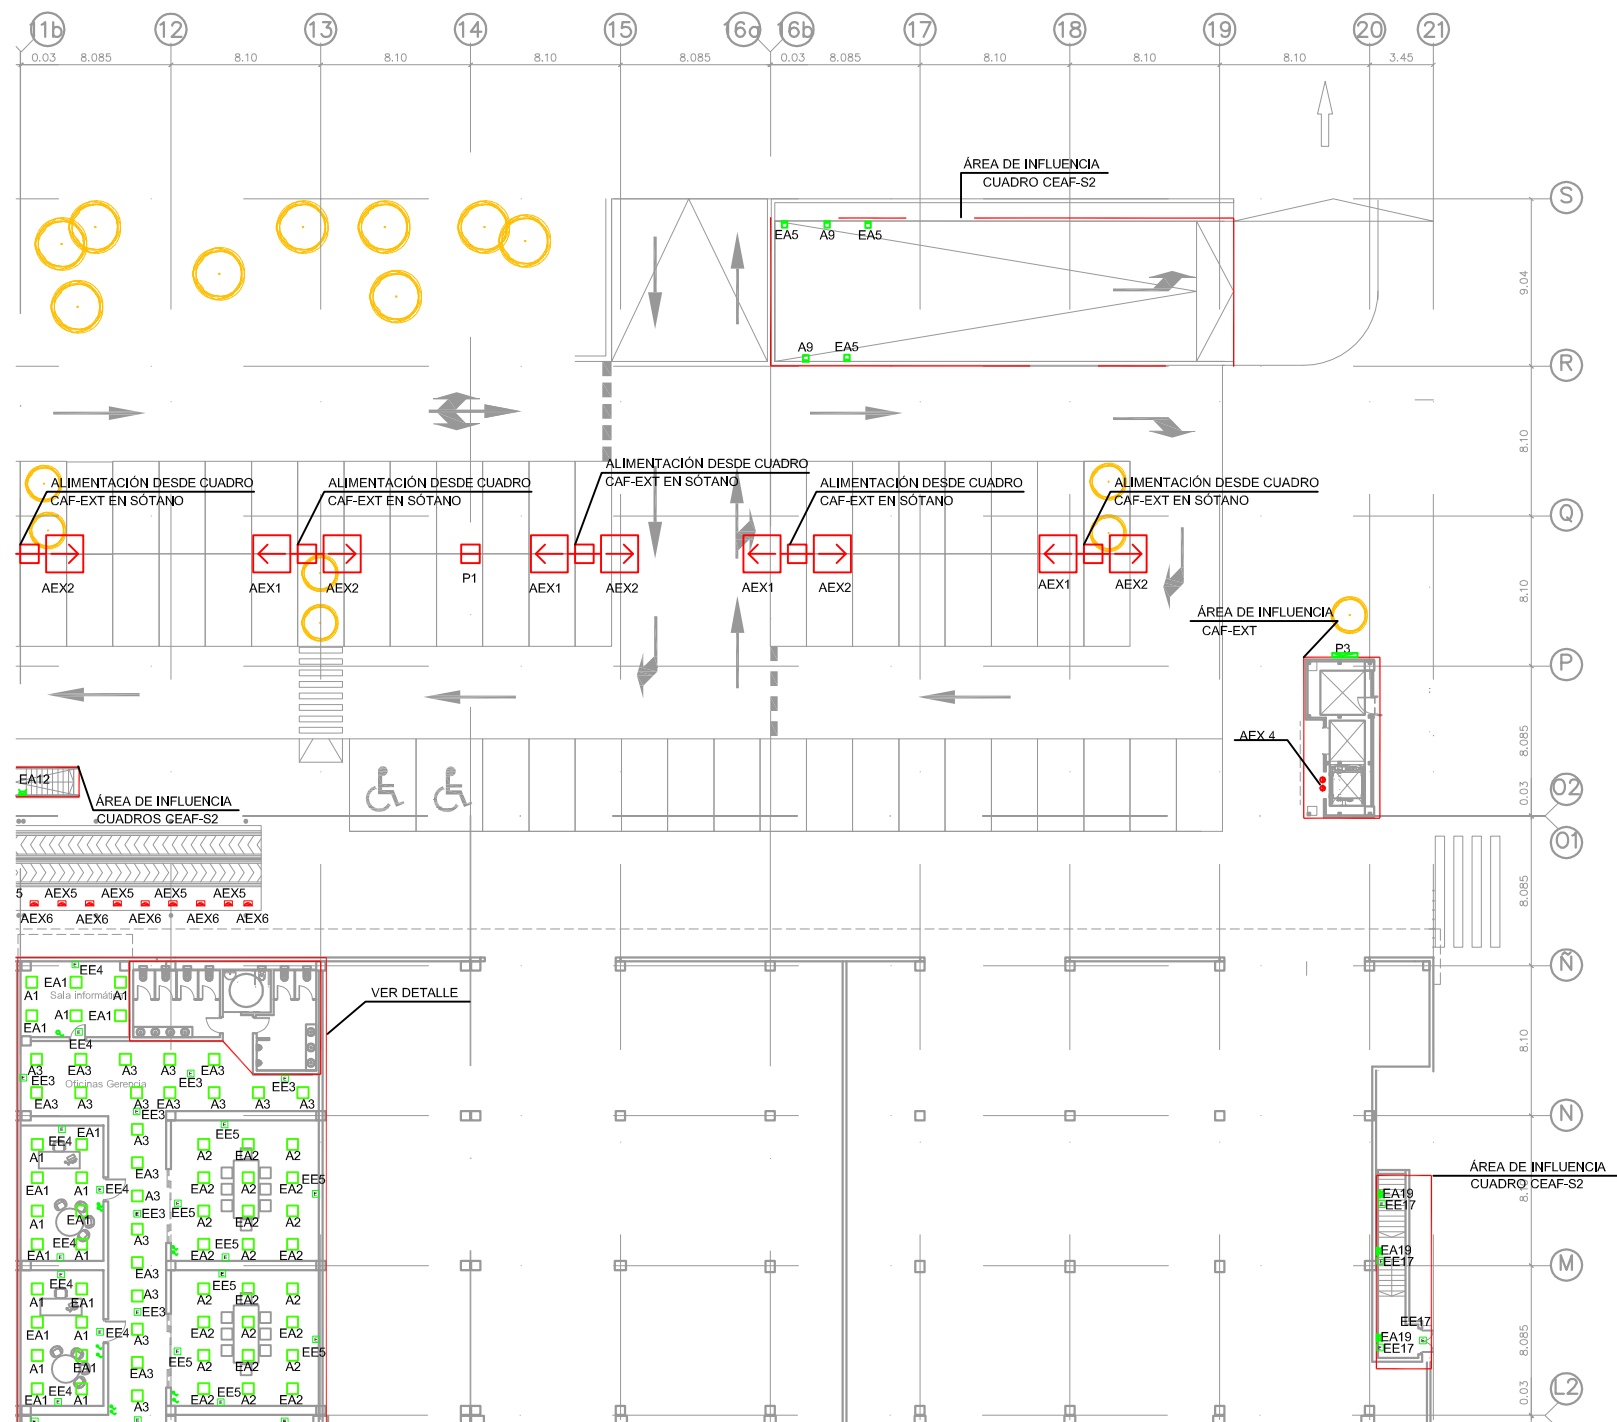 11b 12 13 14 15 16a 16b 17 18 19 20 21
0.03 8.085 8.10 8.10 8.10 8.085 0.03 8.085 8.10 8.10 8.10 3.45
ÁREA DE INFLUENCIA
CUADRO CEAF-S2
S
EA5 A9 EA5
9.04
A9 EA5
R
8.10
ALIMENTACIÓN DESDE CUADRO
CAF-EXT EN SÓTANO
ALIMENTACIÓN DESDE CUADRO
CAF-EXT EN SÓTANO
ALIMENTACIÓN DESDE CUADRO
CAF-EXT EN SÓTANO
ALIMENTACIÓN DESDE CUADRO
CAF-EXT EN SÓTANO
ALIMENTACIÓN DESDE CUADRO
CAF-EXT EN SÓTANO
Q
AEX2 AEX1 AEX2 P1 AEX1 AEX2 AEX1 AEX2 AEX1 AEX2
8.10
ÁREA DE INFLUENCIA
CAF-EXT
P3
P
AEX 4
8.085
EA12
ÁREA DE INFLUENCIA
CUADROS CEAF-S2
0.03
O2
O1
5 AEX5 AEX5 AEX5 AEX5
AEX6 AEX6 AEX6 AEX6 AEX6
8.085
EE4
EA1
A1 Sala informáti A1
A1 EA1
EA1
EE4
VER DETALLE
Ñ
8.10
A3 EA3 A3 A3 EA3
EE3 Oficinas Gerencia EE3 EE3
EA3 A3 A3 EA3 EA3 A3 A3
EE3
N
EA1 A3 EE5
EE4
A1 A2 EA2 A2
EA3
EA1 A1 EE4 A3 EA2 A2 EA2 EE5
A1 EA1 EE3 EE5 A2 EA2 A2
A3
EE4 EE5
EA1 A1 EA2 A2 EA2
EA3
M
ÁREA DE INFLUENCIA
CUADRO CEAF-S2
8.10
EA19
EE17
EA19
EE17
EE17
EA19
EE17
EE4 EE5
A1 EA1 A3 A2 EA2 A2
EE3
EA1 A1 EE4 A3 EA2 A2 EA2
EE5 EE5
A1 EA1 EA3 A2 EA2 A2
EE4 EE5
EA1 A1 A3 EA2 A2 EA2
8.085
0.03
L2